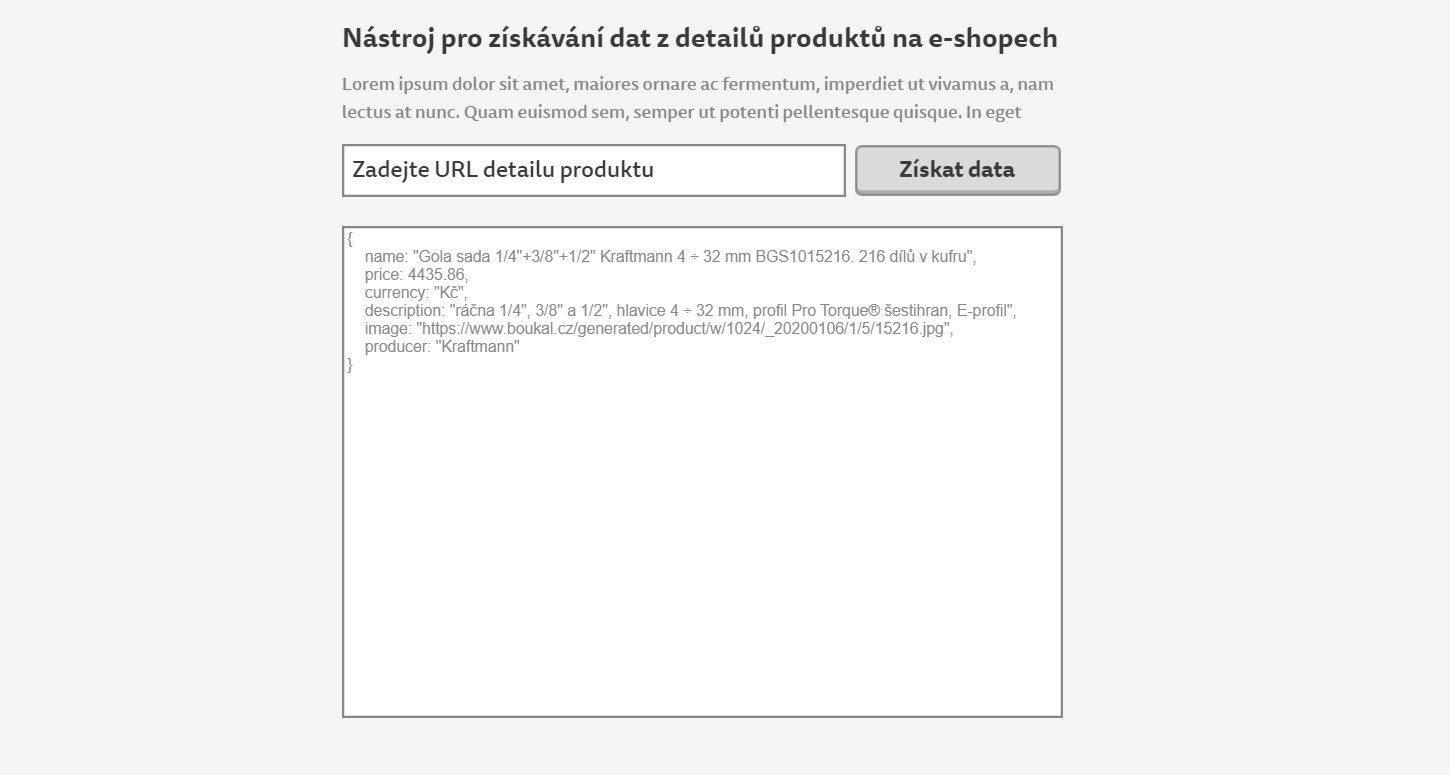 Nástroj pro získávání dat z detailů produktů na e-shopech
Lorem ipsum dolor sit amet, maiores ornare ac fermentum, imperdiet ut vivamus a, nam
lectus at nunc. Quam euismod sem, semper ut potenti pellentesque quisque. In eget
Zadejte URL detailu produktu
Získat data
{
name: "Gola sada 1/4"+3/8"+1/2" Kraftmann 4 ÷ 32 mm BGS1015216. 216 dílů v kufru",
price: 4435.86,
currency: "Kč",
description: "ráčna 1/4", 3/8" a 1/2", hlavice 4 ÷ 32 mm, profil Pro Torque® šestihran, E-profil",
image: "https://www.boukal.cz/generated/product/w/1024/_20200106/1/5/15216.jpg",
producer: "Kraftmann"
}